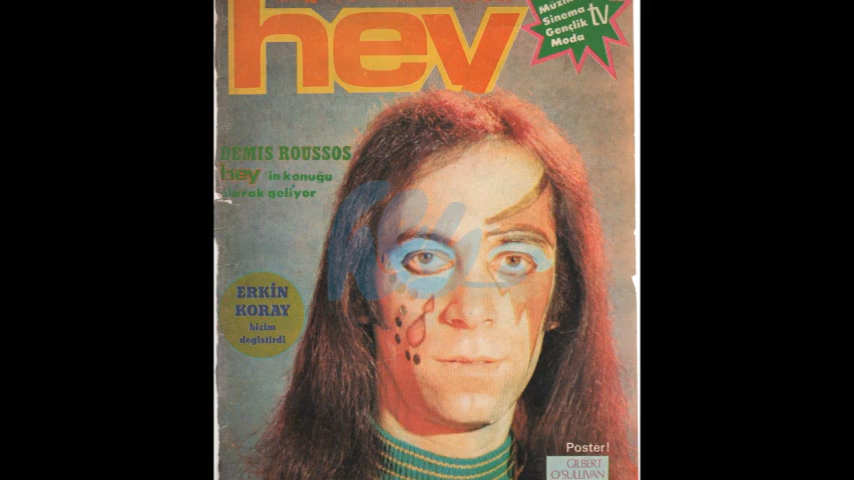 hey
Müzik
Sinema
Gençlik
Moda
tv
DEMIS ROUSSOS
hey 'in konuğu
olarak geliyor
ERKİN
KORAY
bizim
değiştirdi
Poster!
GILBERT
O'SULLIVAN